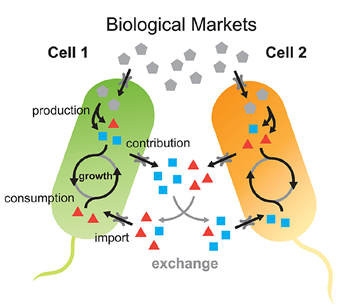 Biological Markets
Cell 1
Cell 2
production
contribution
growth
consumption
import
exchange